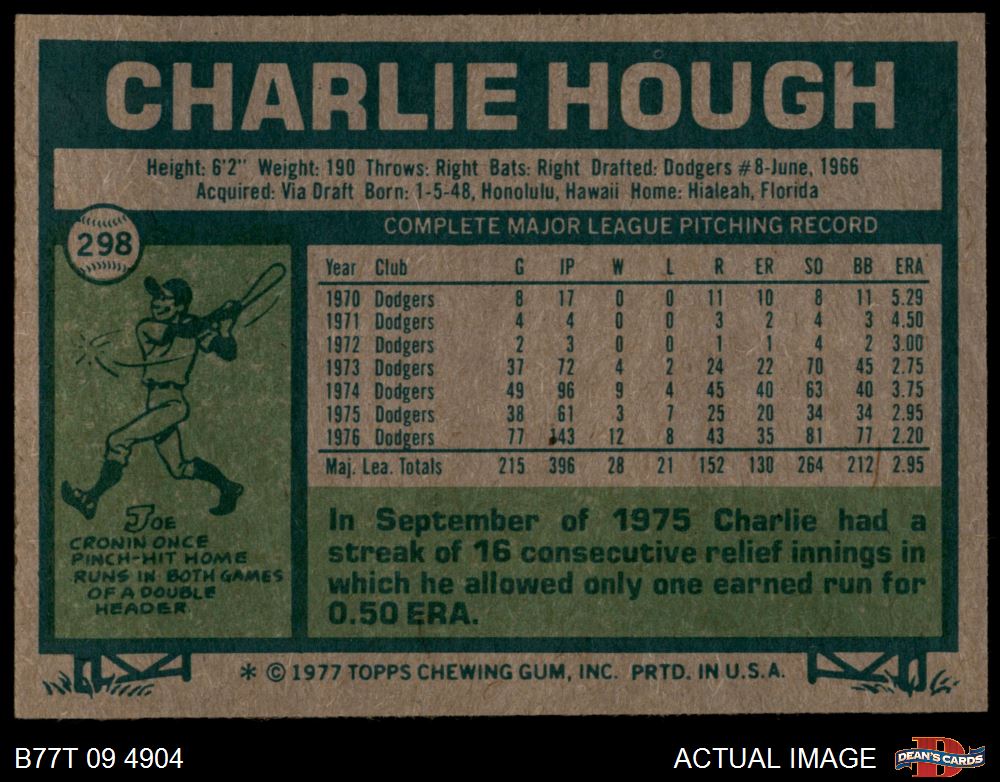 CHARLIE HOUGH
Height: 6'2" Weight: 190 Throws: Right Bats: Right Drafted: Dodgers #8-June, 1966
Acquired: Via Draft Born: 1-5-48, Honolulu, Hawaii Home: Hialeah, Florida
298
COMPLETE MAJOR LEAGUE PITCHING RECORD
Year Club G IP W L R ER SO BB ERA
1970 Dodgers 8 17 0 0 11 10 8 11 5.29
1971 Dodgers 4 4 0 0 3 2 4 3 4.50
1972 Dodgers 2 3 0 0 1 1 4 2 3.00
1973 Dodgers 37 72 4 2 24 22 70 45 2.75
1974 Dodgers 49 96 9 4 45 40 63 40 3.75
1975 Dodgers 38 61 3 7 25 20 34 34 2.95
1976 Dodgers 77 143 12 8 43 35 81 77 2.20
Maj. Lea. Totals 215 396 28 21 152 130 264 212 2.95
JOE
CRONIN ONCE
PINCH-HIT HOME
RUNS IN BOTH GAMES
OF A DOUBLE
HEADER.
In September of 1975 Charlie had a
streak of 16 consecutive relief innings in
which he allowed only one earned run for
0.50 ERA.
* © 1977 TOPPS CHEWING GUM, INC. PRTD. IN U.S.A.
B77T 09 4904
ACTUAL IMAGE
D
DEAN'S CARDS